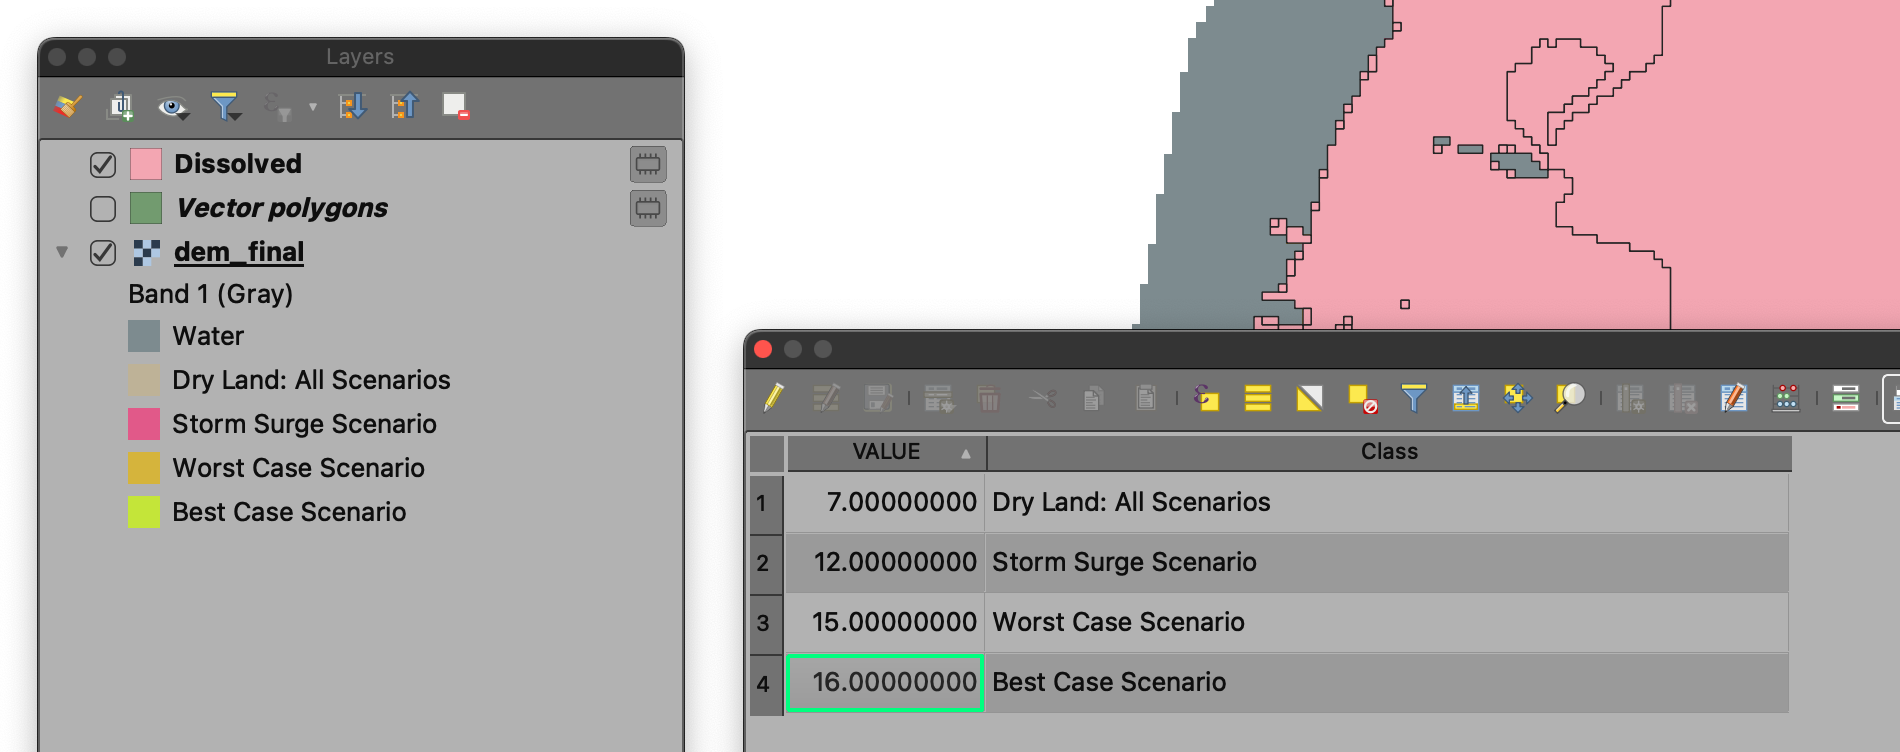 Layers
Dissolved
Vector polygons
dem_final
Band 1 (Gray)
Water
Dry Land: All Scenarios
Storm Surge Scenario
Worst Case Scenario
Best Case Scenario
VALUE Class
1 7.00000000 Dry Land: All Scenarios
2 12.00000000 Storm Surge Scenario
3 15.00000000 Worst Case Scenario
4 16.00000000 Best Case Scenario